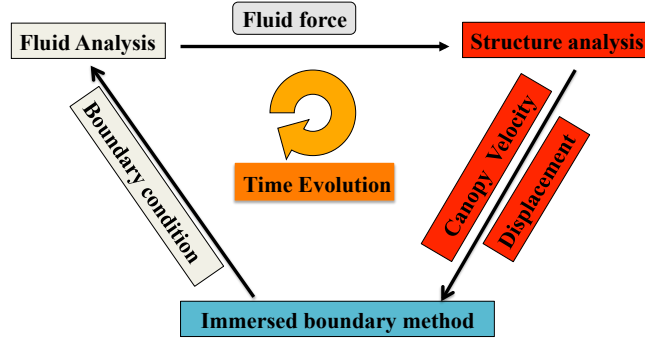 Fluid force
Fluid Analysis
Structure analysis
Boundary condition
Canopy Velocity
Displacement
Time Evolution
Immersed boundary method